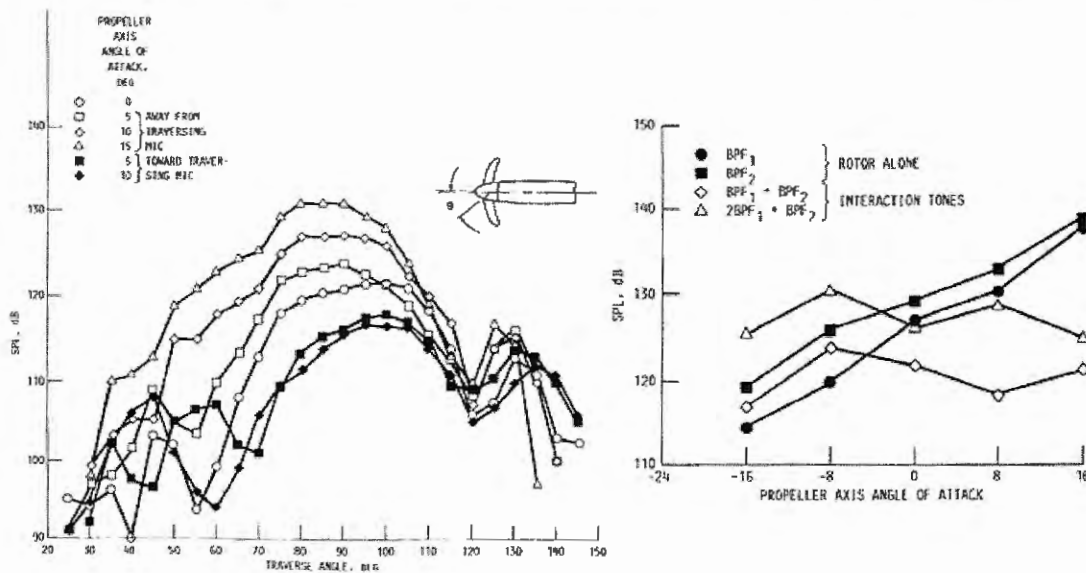 PROPELLER
AXIS
ANGLE OF
ATTACK,
DEG
0
5 AWAY FROM
10 TRAVERSING
15 MIC
5 TOWARD TRAVER-
10 SING MIC
140
130
120
110
100
90
SPL, dB
θ
20 30 40 50 60 70 80 90 100 110 120 130 140 150
TRAVERSE ANGLE, DEG
150
140
130
120
110
SPL, dB
BPF1
BPF2
ROTOR ALONE
BPF1 + BPF2
2BPF1 + BPF2
INTERACTION TONES
-24 -16 -8 0 8 16
PROPELLER AXIS ANGLE OF ATTACK